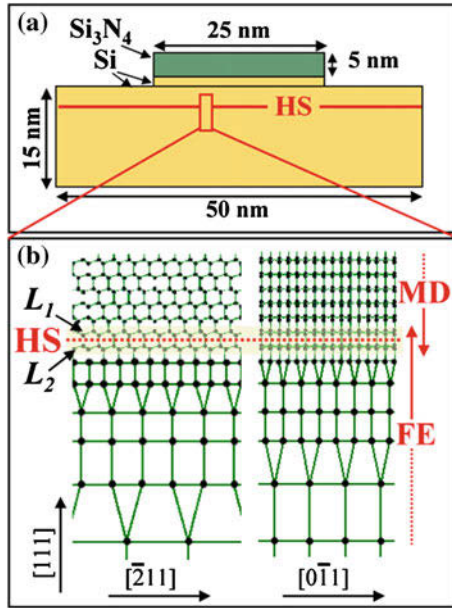 (a)
25 nm
Si₃N₄
5 nm
Si
HS
15 nm
50 nm
(b)
L₁
MD
HS
L₂
FE
[111]
[2̄11]
[01̄1]